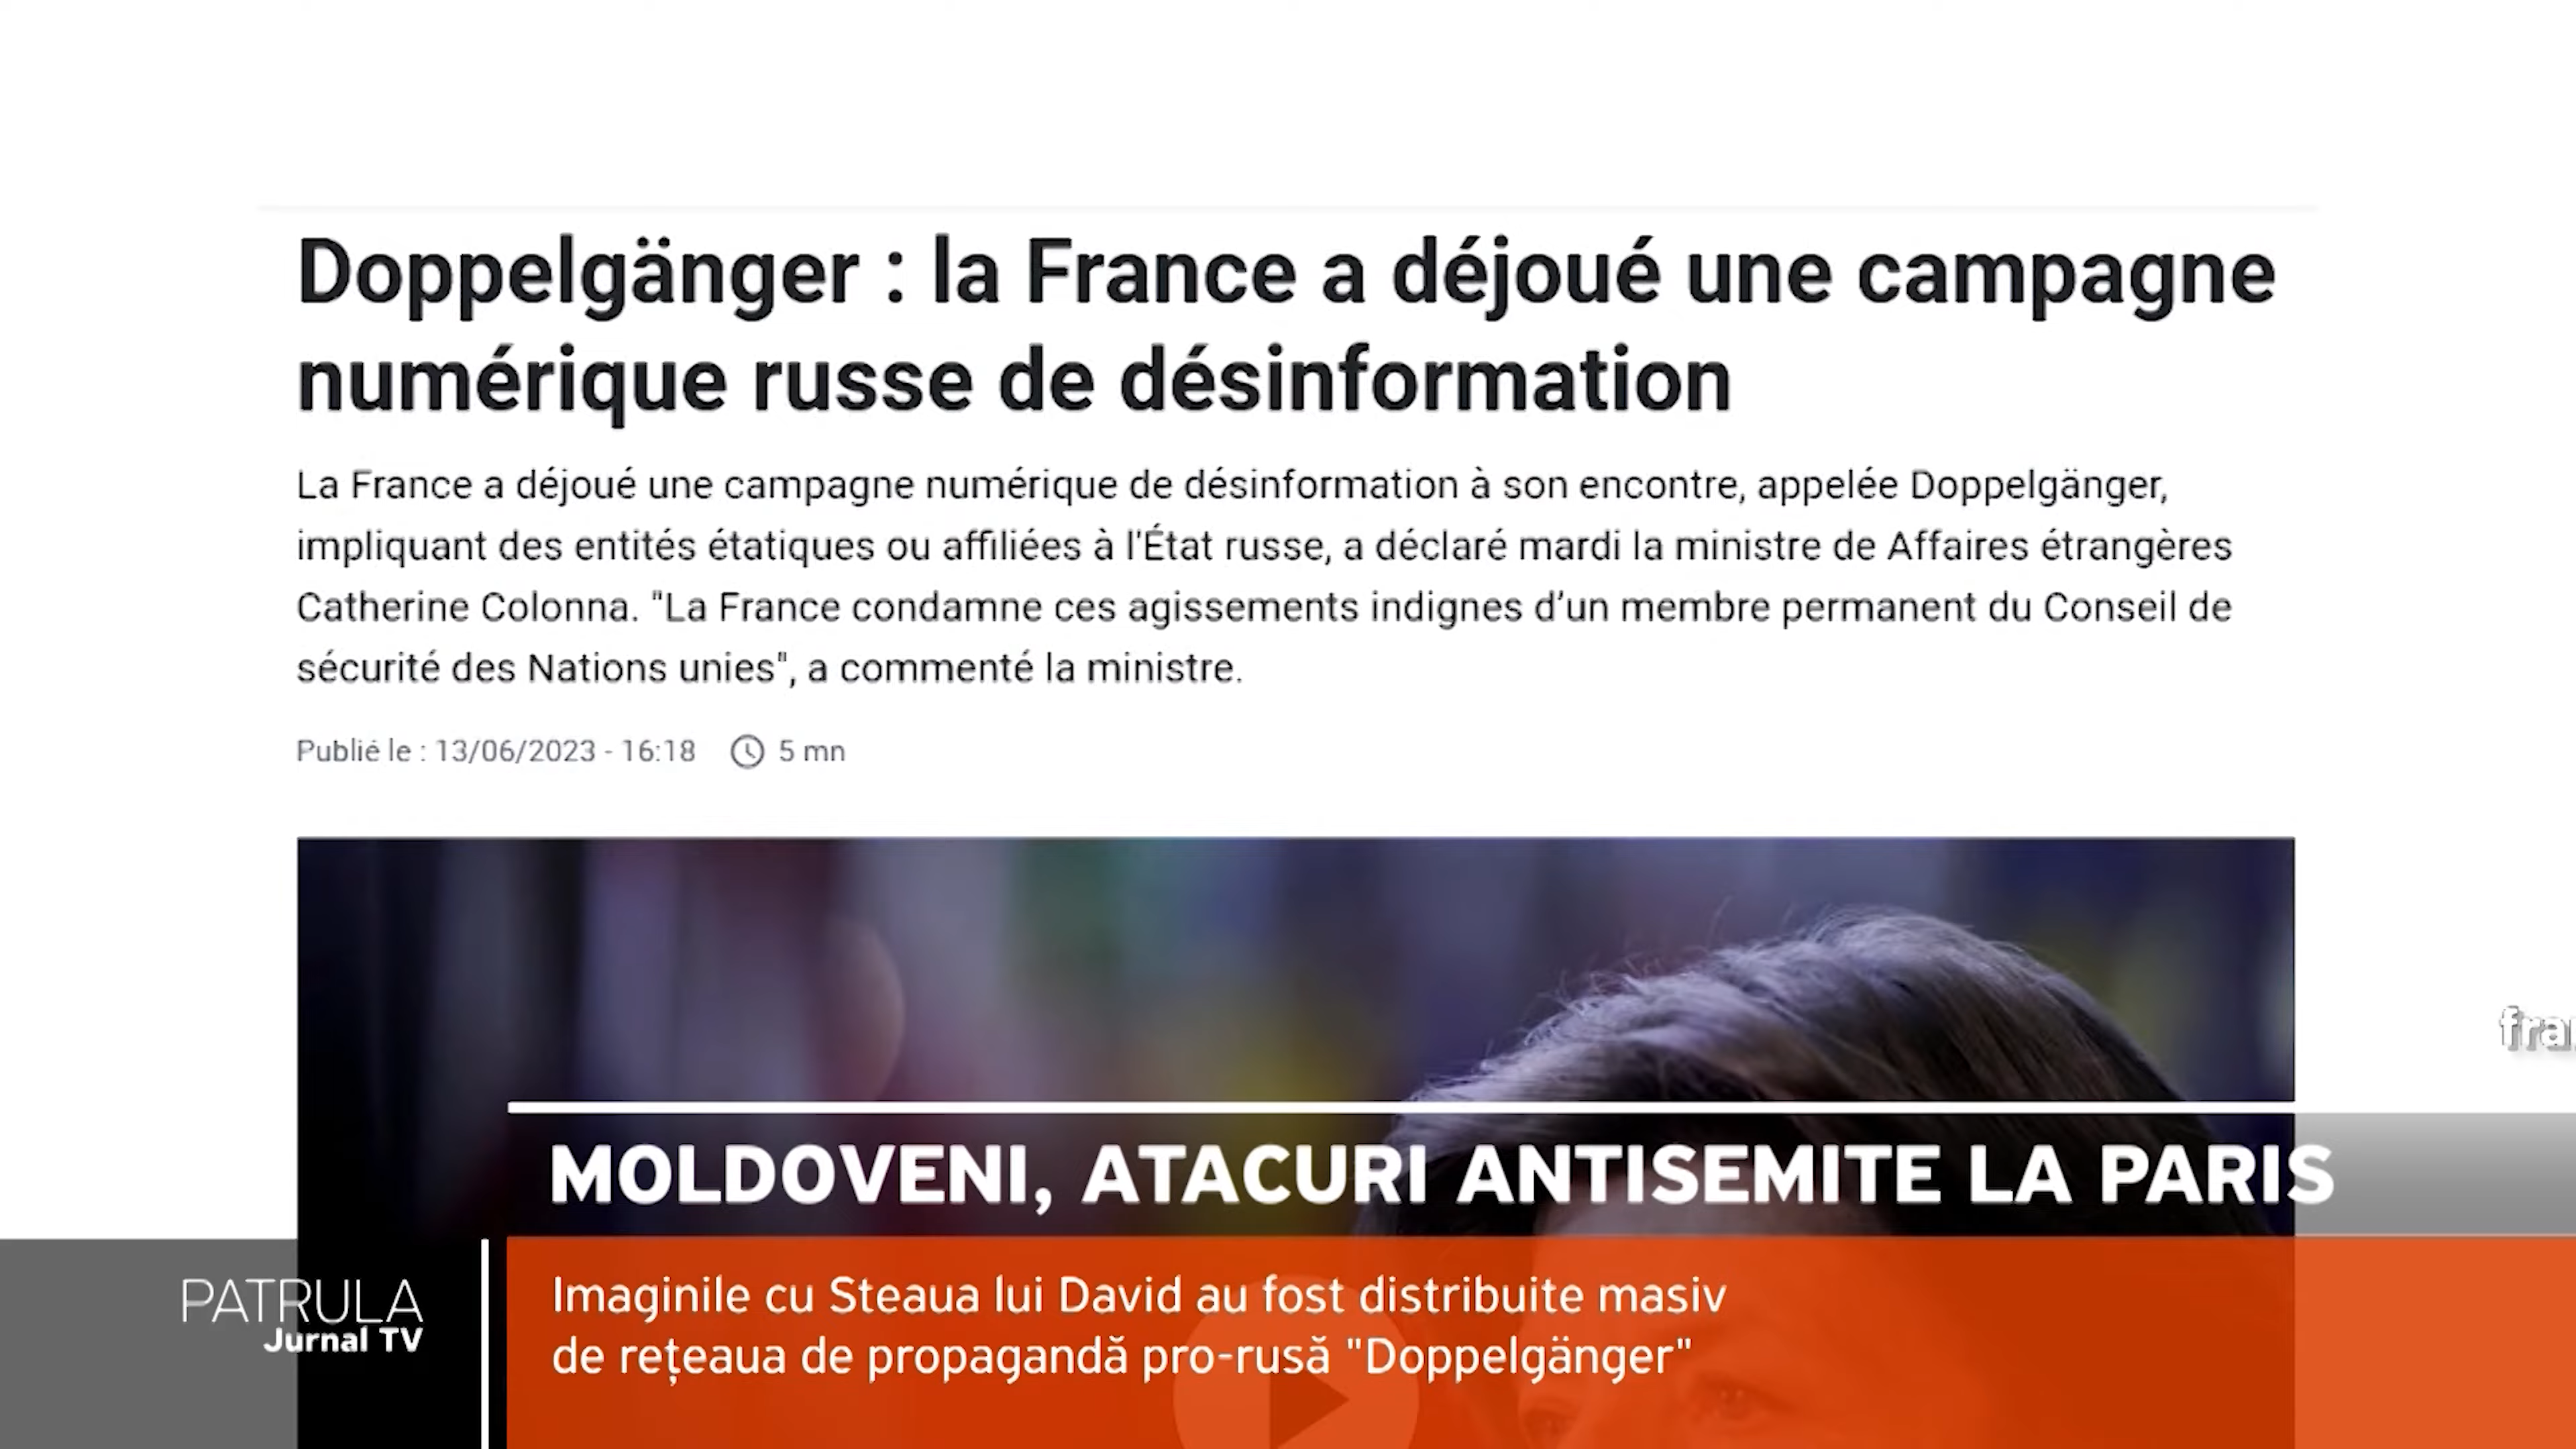 Doppelgänger : la France a déjoué une campagne
numérique russe de désinformation
La France a déjoué une campagne numérique de désinformation à son encontre, appelée Doppelgänger,
impliquant des entités étatiques ou affiliées à l'État russe, a déclaré mardi la ministre de Affaires étrangères
Catherine Colonna. "La France condamne ces agissements indignes d’un membre permanent du Conseil de
sécurité des Nations unies", a commenté la ministre.
Publié le : 13/06/2023 - 16:18 5 mn
MOLDOVENI, ATACURI ANTISEMITE LA PARIS
PATRULA
Jurnal TV
Imaginile cu Steaua lui David au fost distribuite masiv
de rețeaua de propagandă pro-rusă "Doppelgänger"